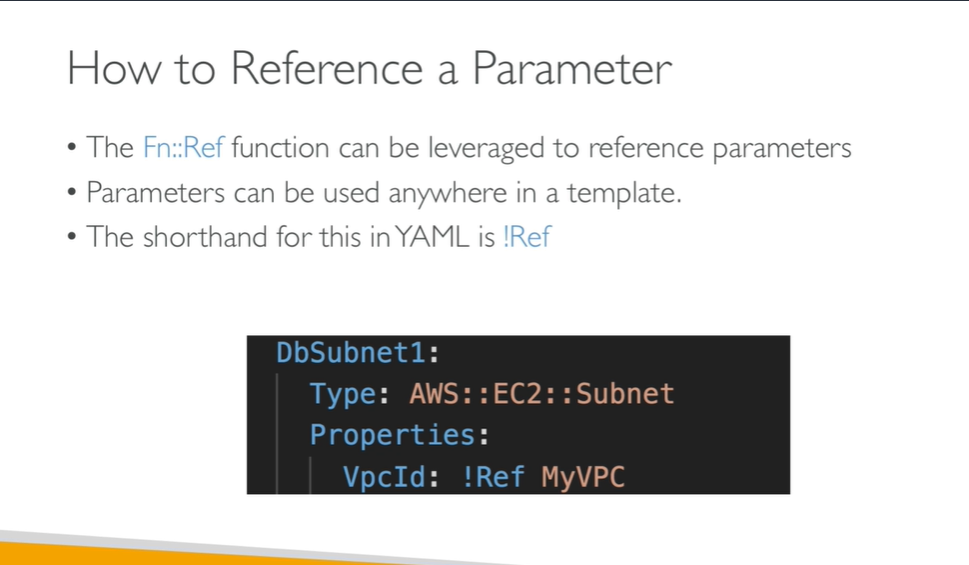 How to Reference a Parameter
• The Fn::Ref function can be leveraged to reference parameters
• Parameters can be used anywhere in a template.
• The shorthand for this in YAML is !Ref
DbSubnet1:
  Type: AWS::EC2::Subnet
  Properties:
    VpcId: !Ref MyVPC